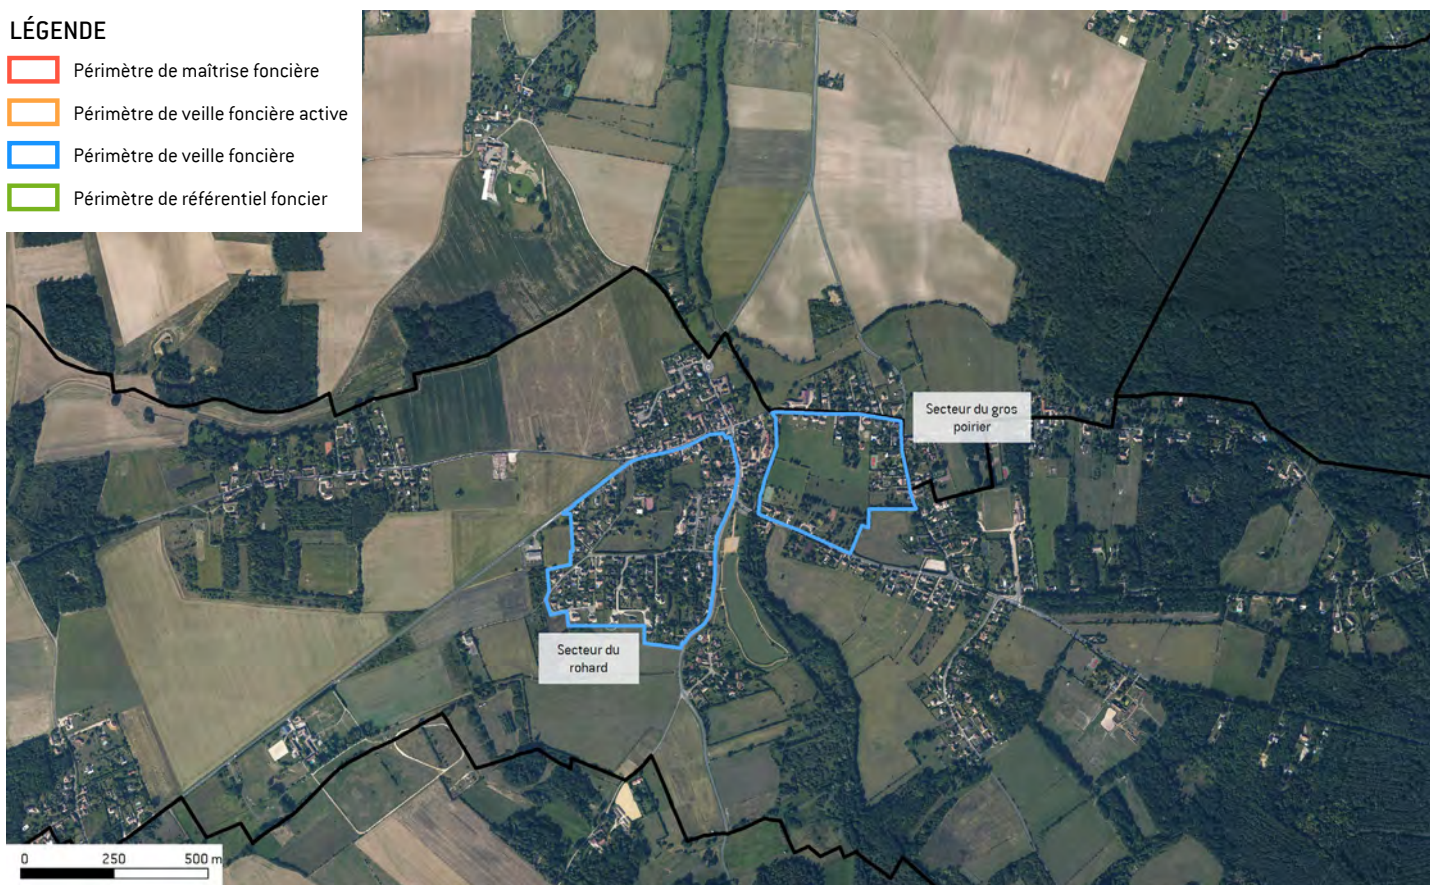 LÉGENDE
Périmètre de maîtrise foncière
Périmètre de veille foncière active
Périmètre de veille foncière
Périmètre de référentiel foncier
Secteur du gros
poirier
Secteur du
rohard
0 250 500 m